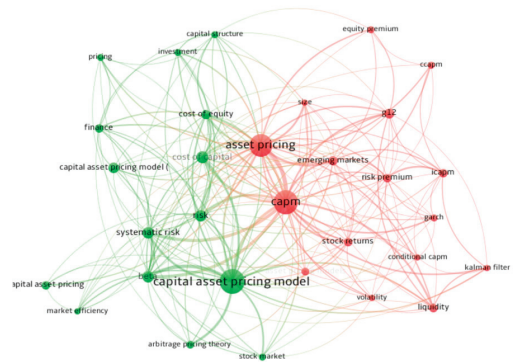 equity premium
capital structure
investment
pricing
ccapm
size
g12
cost of equity
finance
asset pricing
cost of capital
emerging markets
capital asset pricing model (
icapm
risk premium
capm
risk
garch
systematic risk
stock returns
conditional capm
kalman filter
beta
capital asset pricing model
apital asset pricing
volatility
liquidity
market efficiency
arbitrage pricing theory
stock market